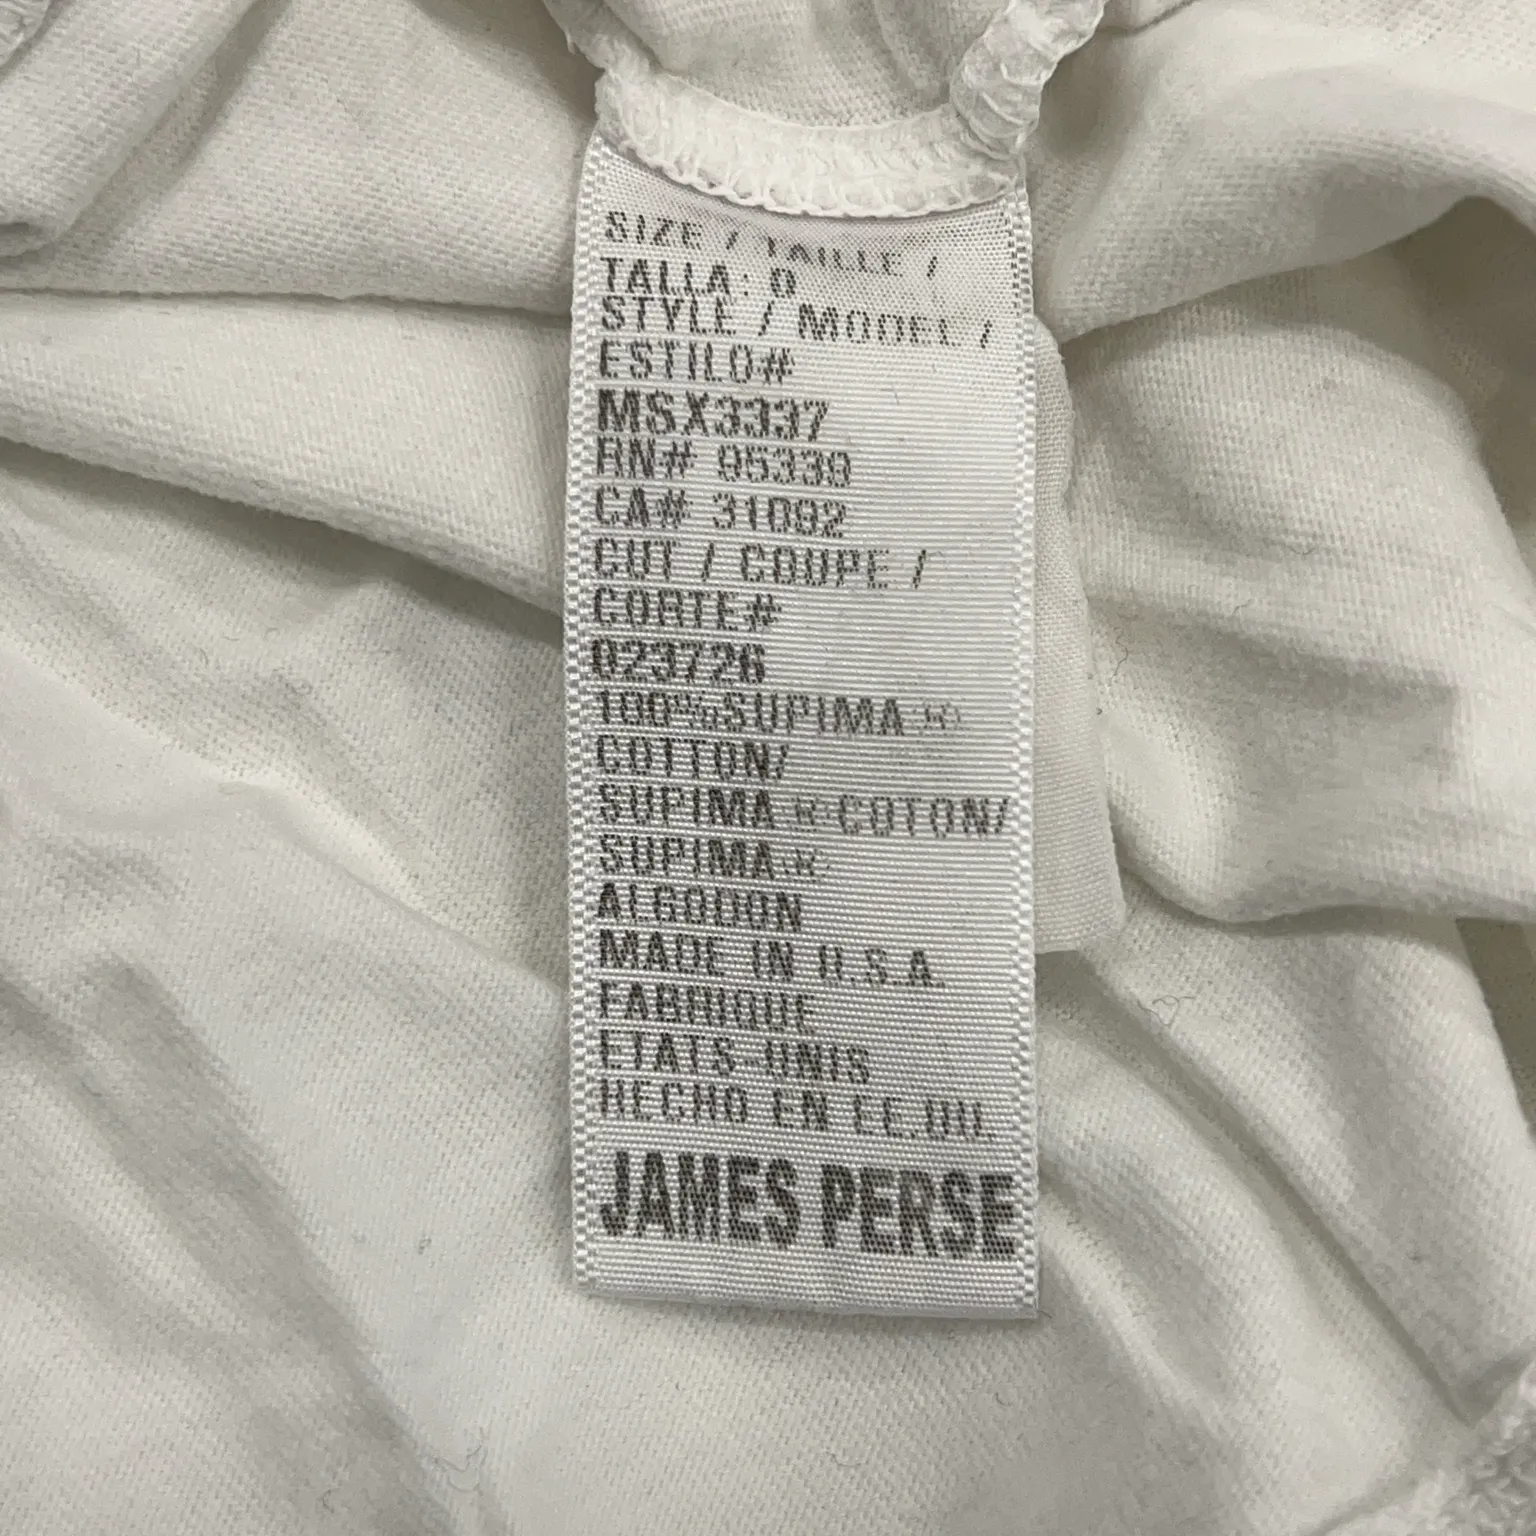 SIZE / TAILLE /
TALLA: 0
STYLE / MODEL /
ESTILO#
MSX3337
RN# 95339
CA# 31092
CUT / COUPE /
CORTE#
023726
100%SUPIMA®
COTTON/
SUPIMA®COTON/
SUPIMA®
ALGODON
MADE IN U.S.A.
FABRIQUE
ETATS-UNIS
HECHO EN EE.UU.
JAMES PERSE